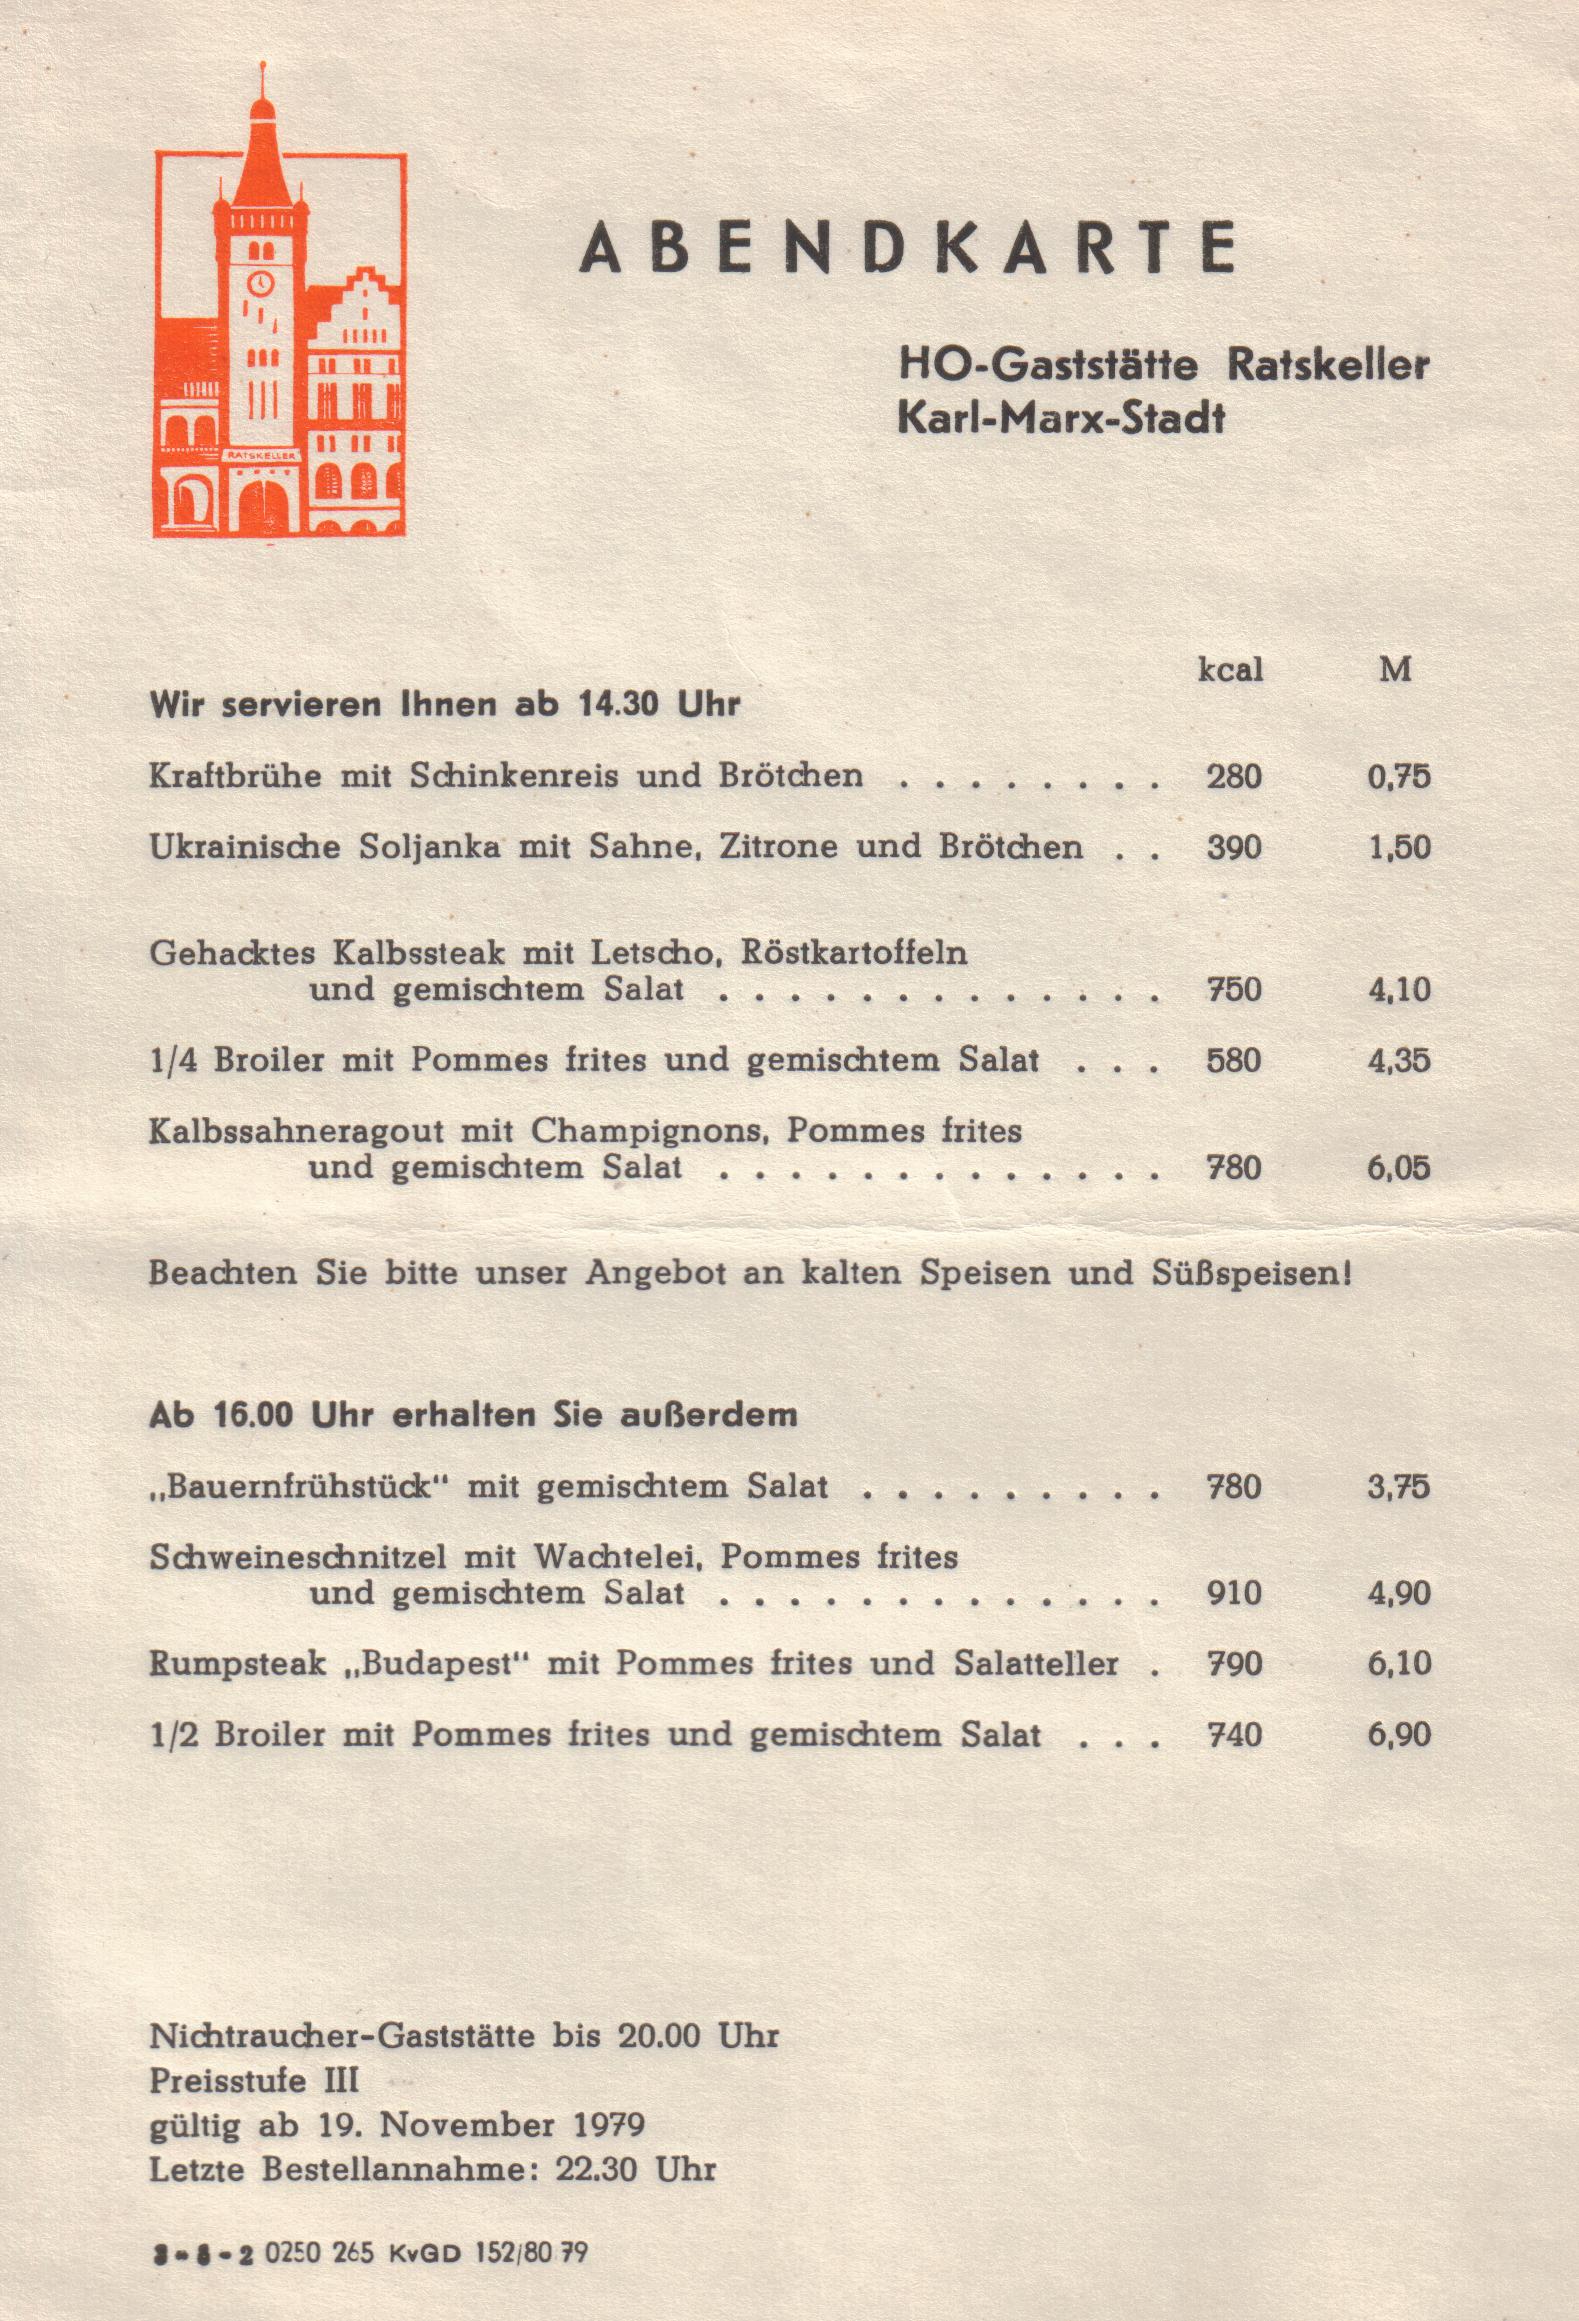 RATSKELLER
ABENDKARTE
HO-Gaststätte Ratskeller
Karl-Marx-Stadt
kcal M
Wir servieren Ihnen ab 14.30 Uhr
Kraftbrühe mit Schinkenreis und Brötchen . . . . . . . . 280 0,75
Ukrainische Soljanka mit Sahne, Zitrone und Brötchen . . 390 1,50
Gehacktes Kalbssteak mit Letscho, Röstkartoffeln
und gemischtem Salat . . . . . . . . . . . . . 750 4,10
1/4 Broiler mit Pommes frites und gemischtem Salat . . . 580 4,35
Kalbssahneragout mit Champignons, Pommes frites
und gemischtem Salat . . . . . . . . . . . . . 780 6,05
Beachten Sie bitte unser Angebot an kalten Speisen und Süßspeisen!
Ab 16.00 Uhr erhalten Sie außerdem
„Bauernfrühstück“ mit gemischtem Salat . . . . . . . . . 780 3,75
Schweineschnitzel mit Wachtelei, Pommes frites
und gemischtem Salat . . . . . . . . . . . . . 910 4,90
Rumpsteak „Budapest“ mit Pommes frites und Salatteller . 790 6,10
1/2 Broiler mit Pommes frites und gemischtem Salat . . . 740 6,90
Nichtraucher-Gaststätte bis 20.00 Uhr
Preisstufe III
gültig ab 19. November 1979
Letzte Bestellannahme: 22.30 Uhr
0250 265 KvGD 152/80 79